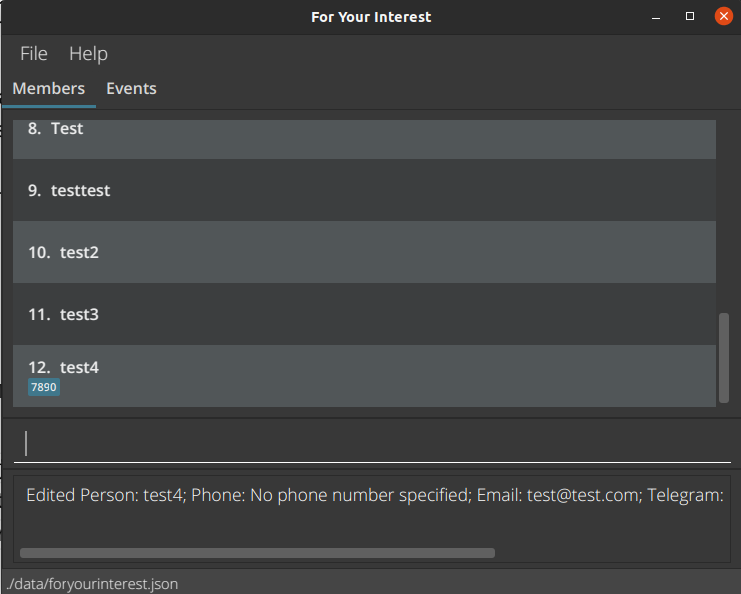 For Your Interest
File Help
Members Events
8. Test
9. testtest
10. test2
11. test3
12. test4
7890
Edited Person: test4; Phone: No phone number specified; Email: test@test.com; Telegram:
./data/foryourinterest.json